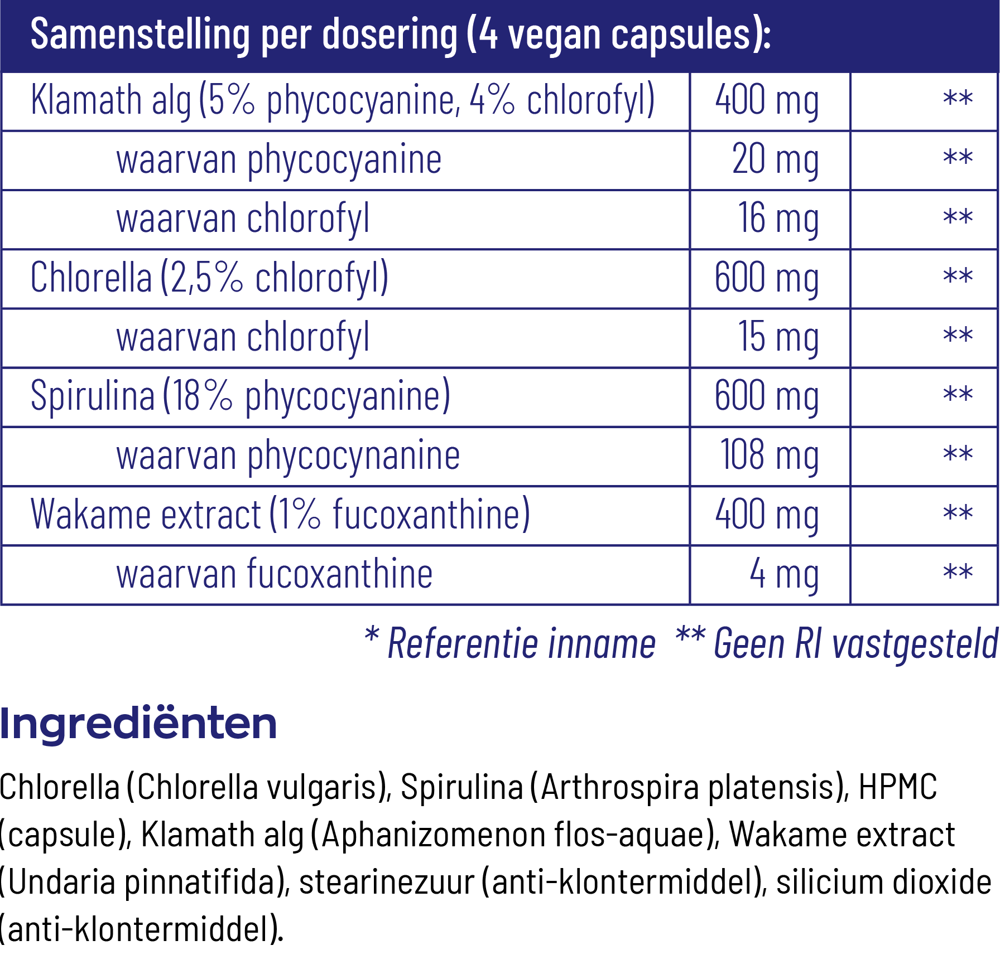 Samenstelling per dosering (4 vegan capsules):
Klamath alg (5% phycocyanine, 4% chlorofyl) 400 mg **
waarvan phycocyanine 20 mg **
waarvan chlorofyl 16 mg **
Chlorella (2,5% chlorofyl) 600 mg **
waarvan chlorofyl 15 mg **
Spirulina (18% phycocyanine) 600 mg **
waarvan phycocynanine 108 mg **
Wakame extract (1% fucoxanthine) 400 mg **
waarvan fucoxanthine 4 mg **
* Referentie inname ** Geen RI vastgesteld
Ingrediënten
Chlorella (Chlorella vulgaris), Spirulina (Arthrospira platensis), HPMC
(capsule), Klamath alg (Aphanizomenon flos-aquae), Wakame extract
(Undaria pinnatifida), stearinezuur (anti-klontermiddel), silicium dioxide
(anti-klontermiddel).